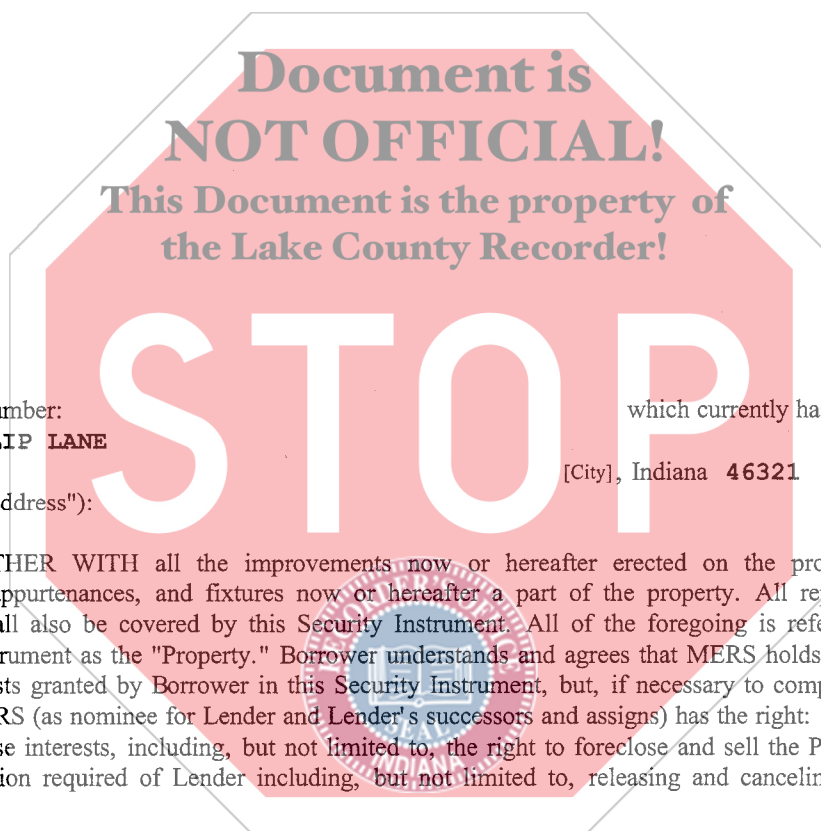 Document is
NOT OFFICIAL!
This Document is the property of
the Lake County Recorder!
STOP
umber: which currently ha
IP LANE
[City], Indiana 46321
ddress"):
THER WITH all the improvements now or hereafter erected on the pro
ppurtenances, and fixtures now or hereafter a part of the property. All re
all also be covered by this Security Instrument. All of the foregoing is refe
rument as the "Property." Borrower understands and agrees that MERS holds
sts granted by Borrower in this Security Instrument, but, if necessary to comp
RS (as nominee for Lender and Lender's successors and assigns) has the right:
se interests, including, but not limited to, the right to foreclose and sell the P
tion required of Lender including, but not limited to, releasing and cancelin
SEAL
INDIANA